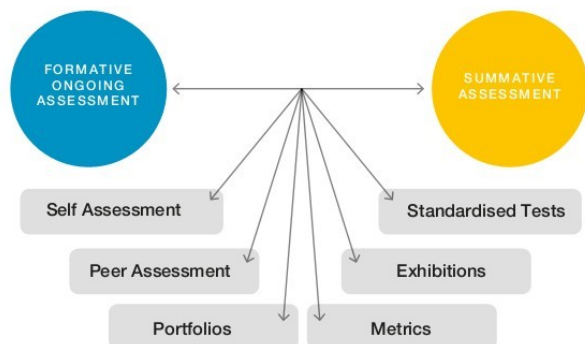 FORMATIVE
ONGOING
ASSESSMENT
SUMMATIVE
ASSESSMENT
Self Assessment
Standardised Tests
Peer Assessment
Exhibitions
Portfolios
Metrics